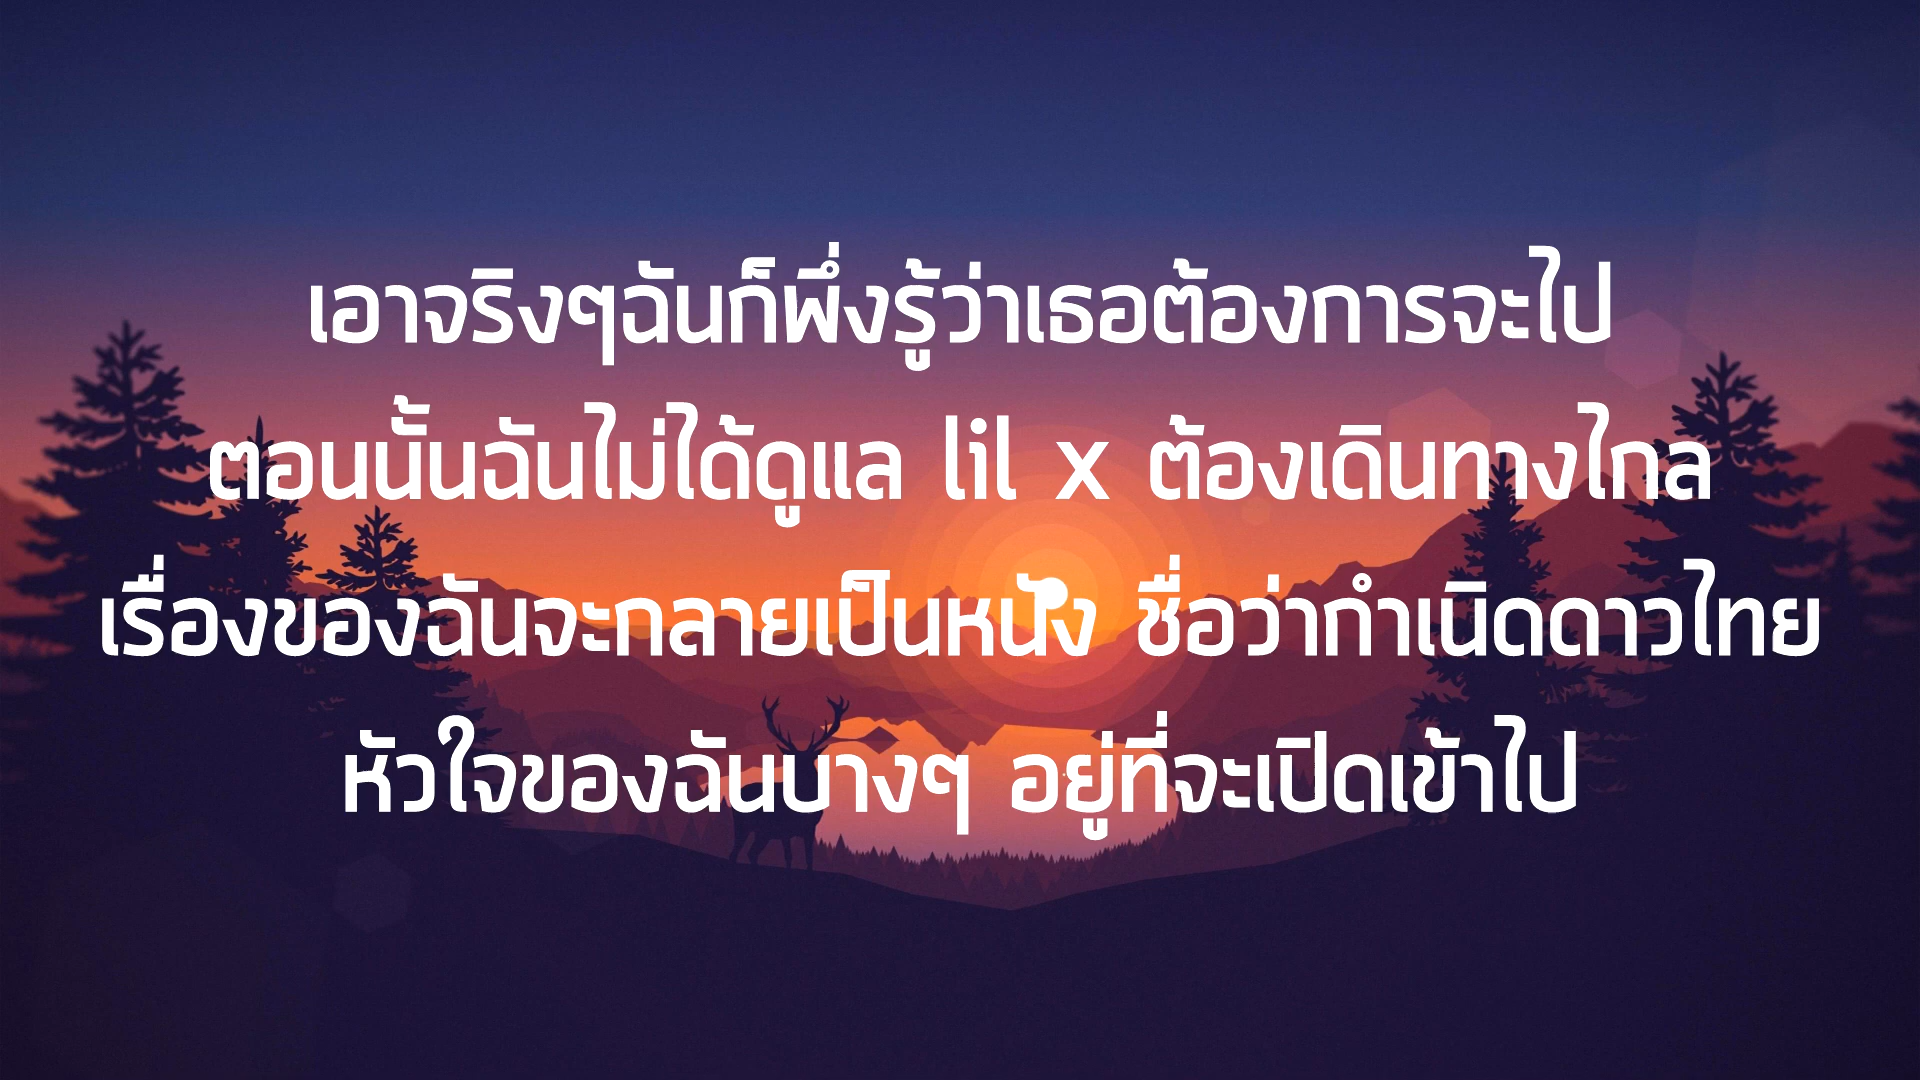 เอาจริงๆฉันก็พึ่งรู้ว่าเธอต้องการจะไป
ตอนนั้นฉันไม่ได้ดูแล lil x ต้องเดินทางไกล
เรื่องของฉันจะกลายเป็นหนัง ชื่อว่ากำเนิดดาวไทย
หัวใจของฉันบางๆ อยู่ที่จะเปิดเข้าไป